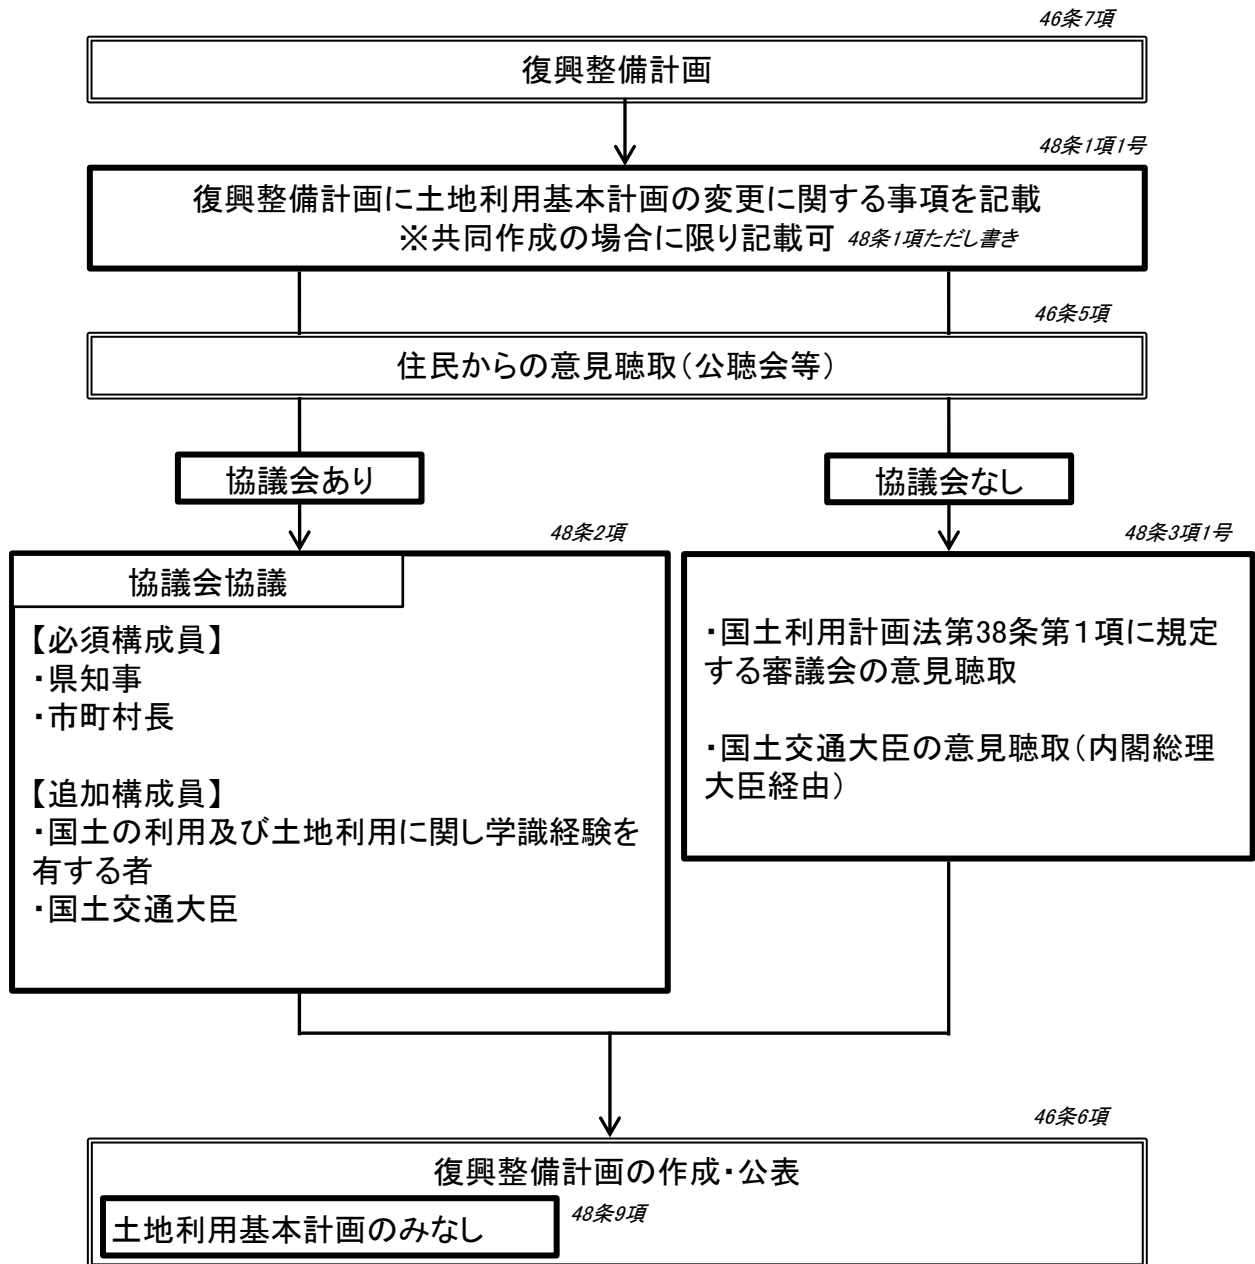 46条7項
復興整備計画
48条1項1号
復興整備計画に土地利用基本計画の変更に関する事項を記載
※共同作成の場合に限り記載可 48条1項ただし書き
46条5項
住民からの意見聴取（公聴会等）
協議会あり
協議会なし
48条2項
協議会協議
【必須構成員】
・県知事
・市町村長
【追加構成員】
・国土の利用及び土地利用に関し学識経験を
有する者
・国土交通大臣
48条3項1号
・国土利用計画法第38条第１項に規定
する審議会の意見聴取
・国土交通大臣の意見聴取（内閣総理
大臣経由）
46条6項
復興整備計画の作成・公表
土地利用基本計画のみなし
48条9項